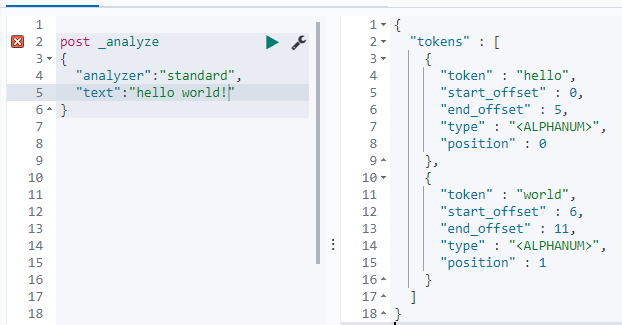 1
2 post _analyze
3 {
4 "analyzer":"standard",
5 "text":"hello world!"
6 }
7
8
9
10
11
12
13
14
15
16
17
18
1 {
2 "tokens" : [
3 {
4 "token" : "hello",
5 "start_offset" : 0,
6 "end_offset" : 5,
7 "type" : "<ALPHANUM>",
8 "position" : 0
9 },
10 {
11 "token" : "world",
12 "start_offset" : 6,
13 "end_offset" : 11,
14 "type" : "<ALPHANUM>",
15 "position" : 1
16 }
17 ]
18 }